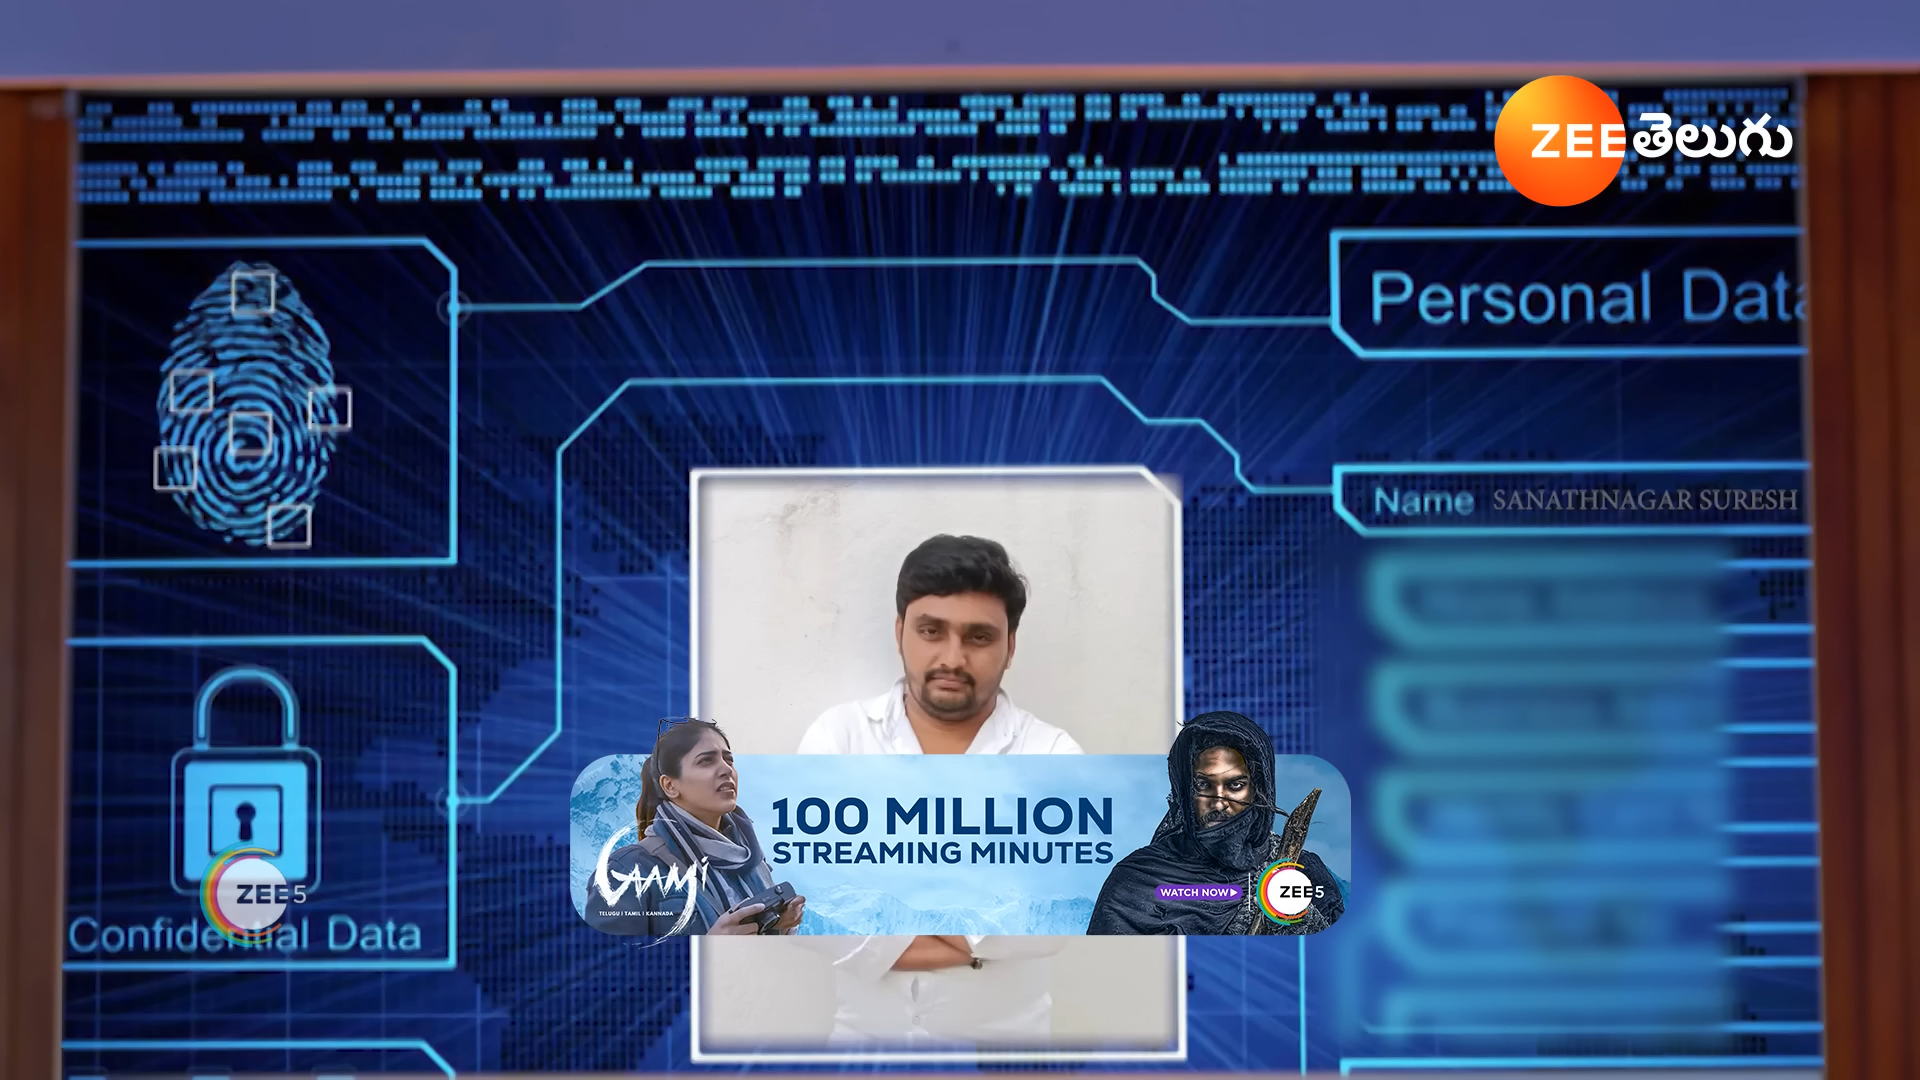 ZEE తెలుగు
Personal Data
Name SANATHNAGAR SURESH
100 MILLION
STREAMING MINUTES
GAAMI
TELUGU | TAMIL | KANNADA
WATCH NOW
ZEE5
ZEE5
Confidential Data